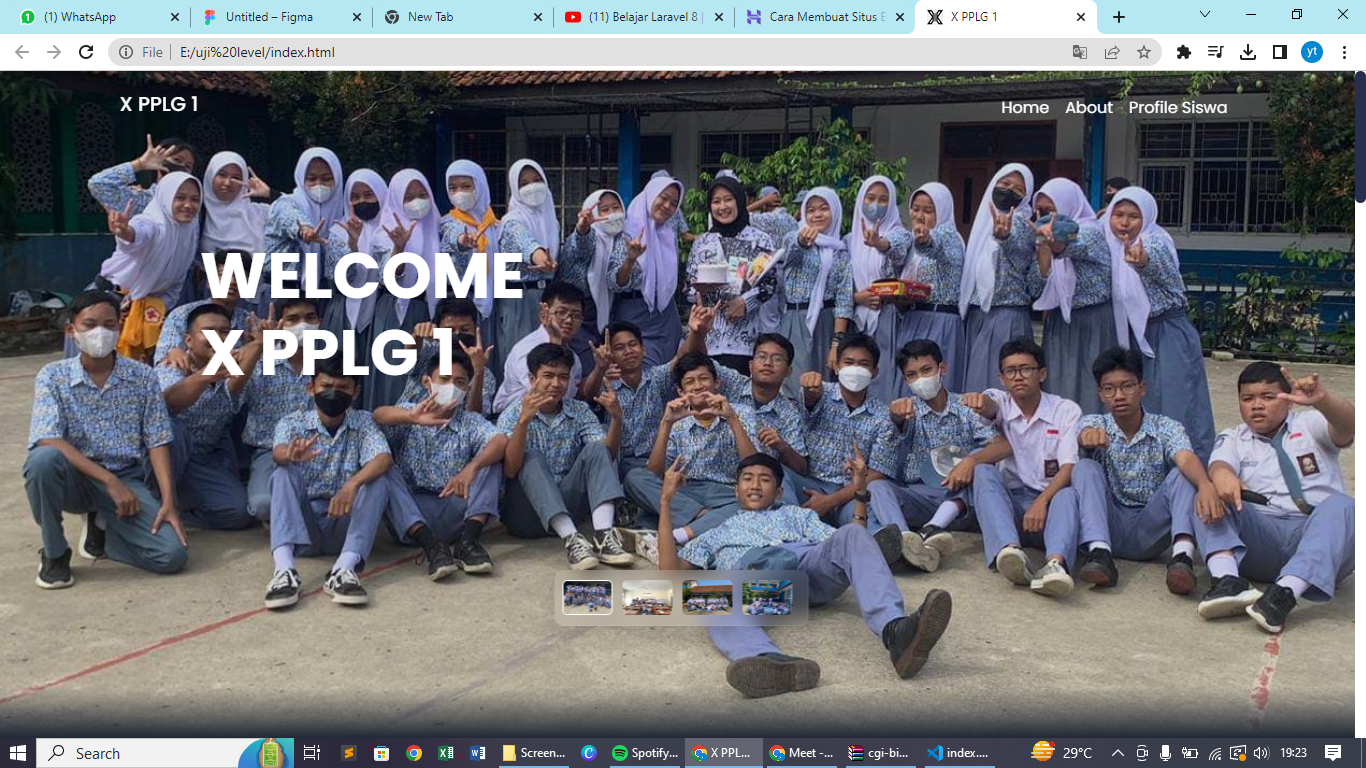 (1) WhatsApp
Untitled – Figma
New Tab
(11) Belajar Laravel 8 |
Cara Membuat Situs
X PPLG 1
File
E:/uji%20level/index.html
yt
X PPLG 1
Home
About
Profile Siswa
WELCOME
X PPLG 1
Search
Screen...
Spotify...
X PPL...
Meet -...
cgi-bi...
index....
29°C
19:23